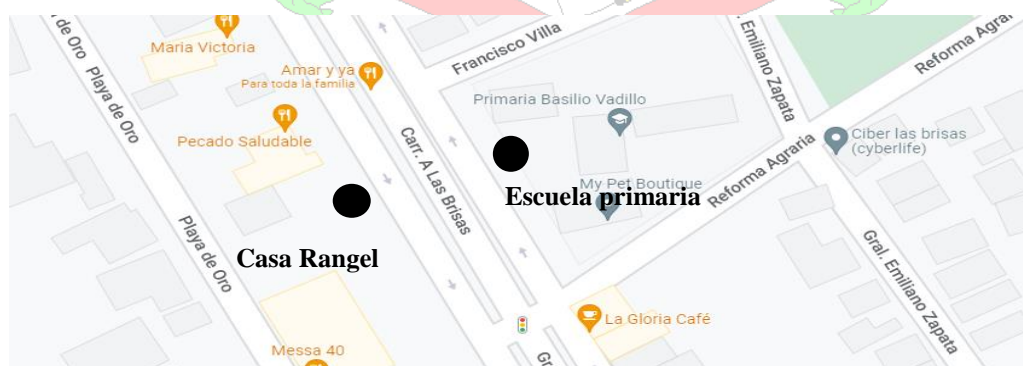 a de Oro
Playa de Oro
Maria Victoria
Amar y ya
Para toda la familia
Pecado Saludable
Carr. A Las Brisas
Francisco Villa
Primaria Basilio Vadillo
Gral. Emiliano Zapata
Reforma Agra
Ciber las brisas
(cyberlife)
Reforma Agraria
My Pet Boutique
Escuela primaria
Playa de Oro
Casa Rangel
Gral. Emiliano Zapata
La Gloria Café
Messa 40
Gr